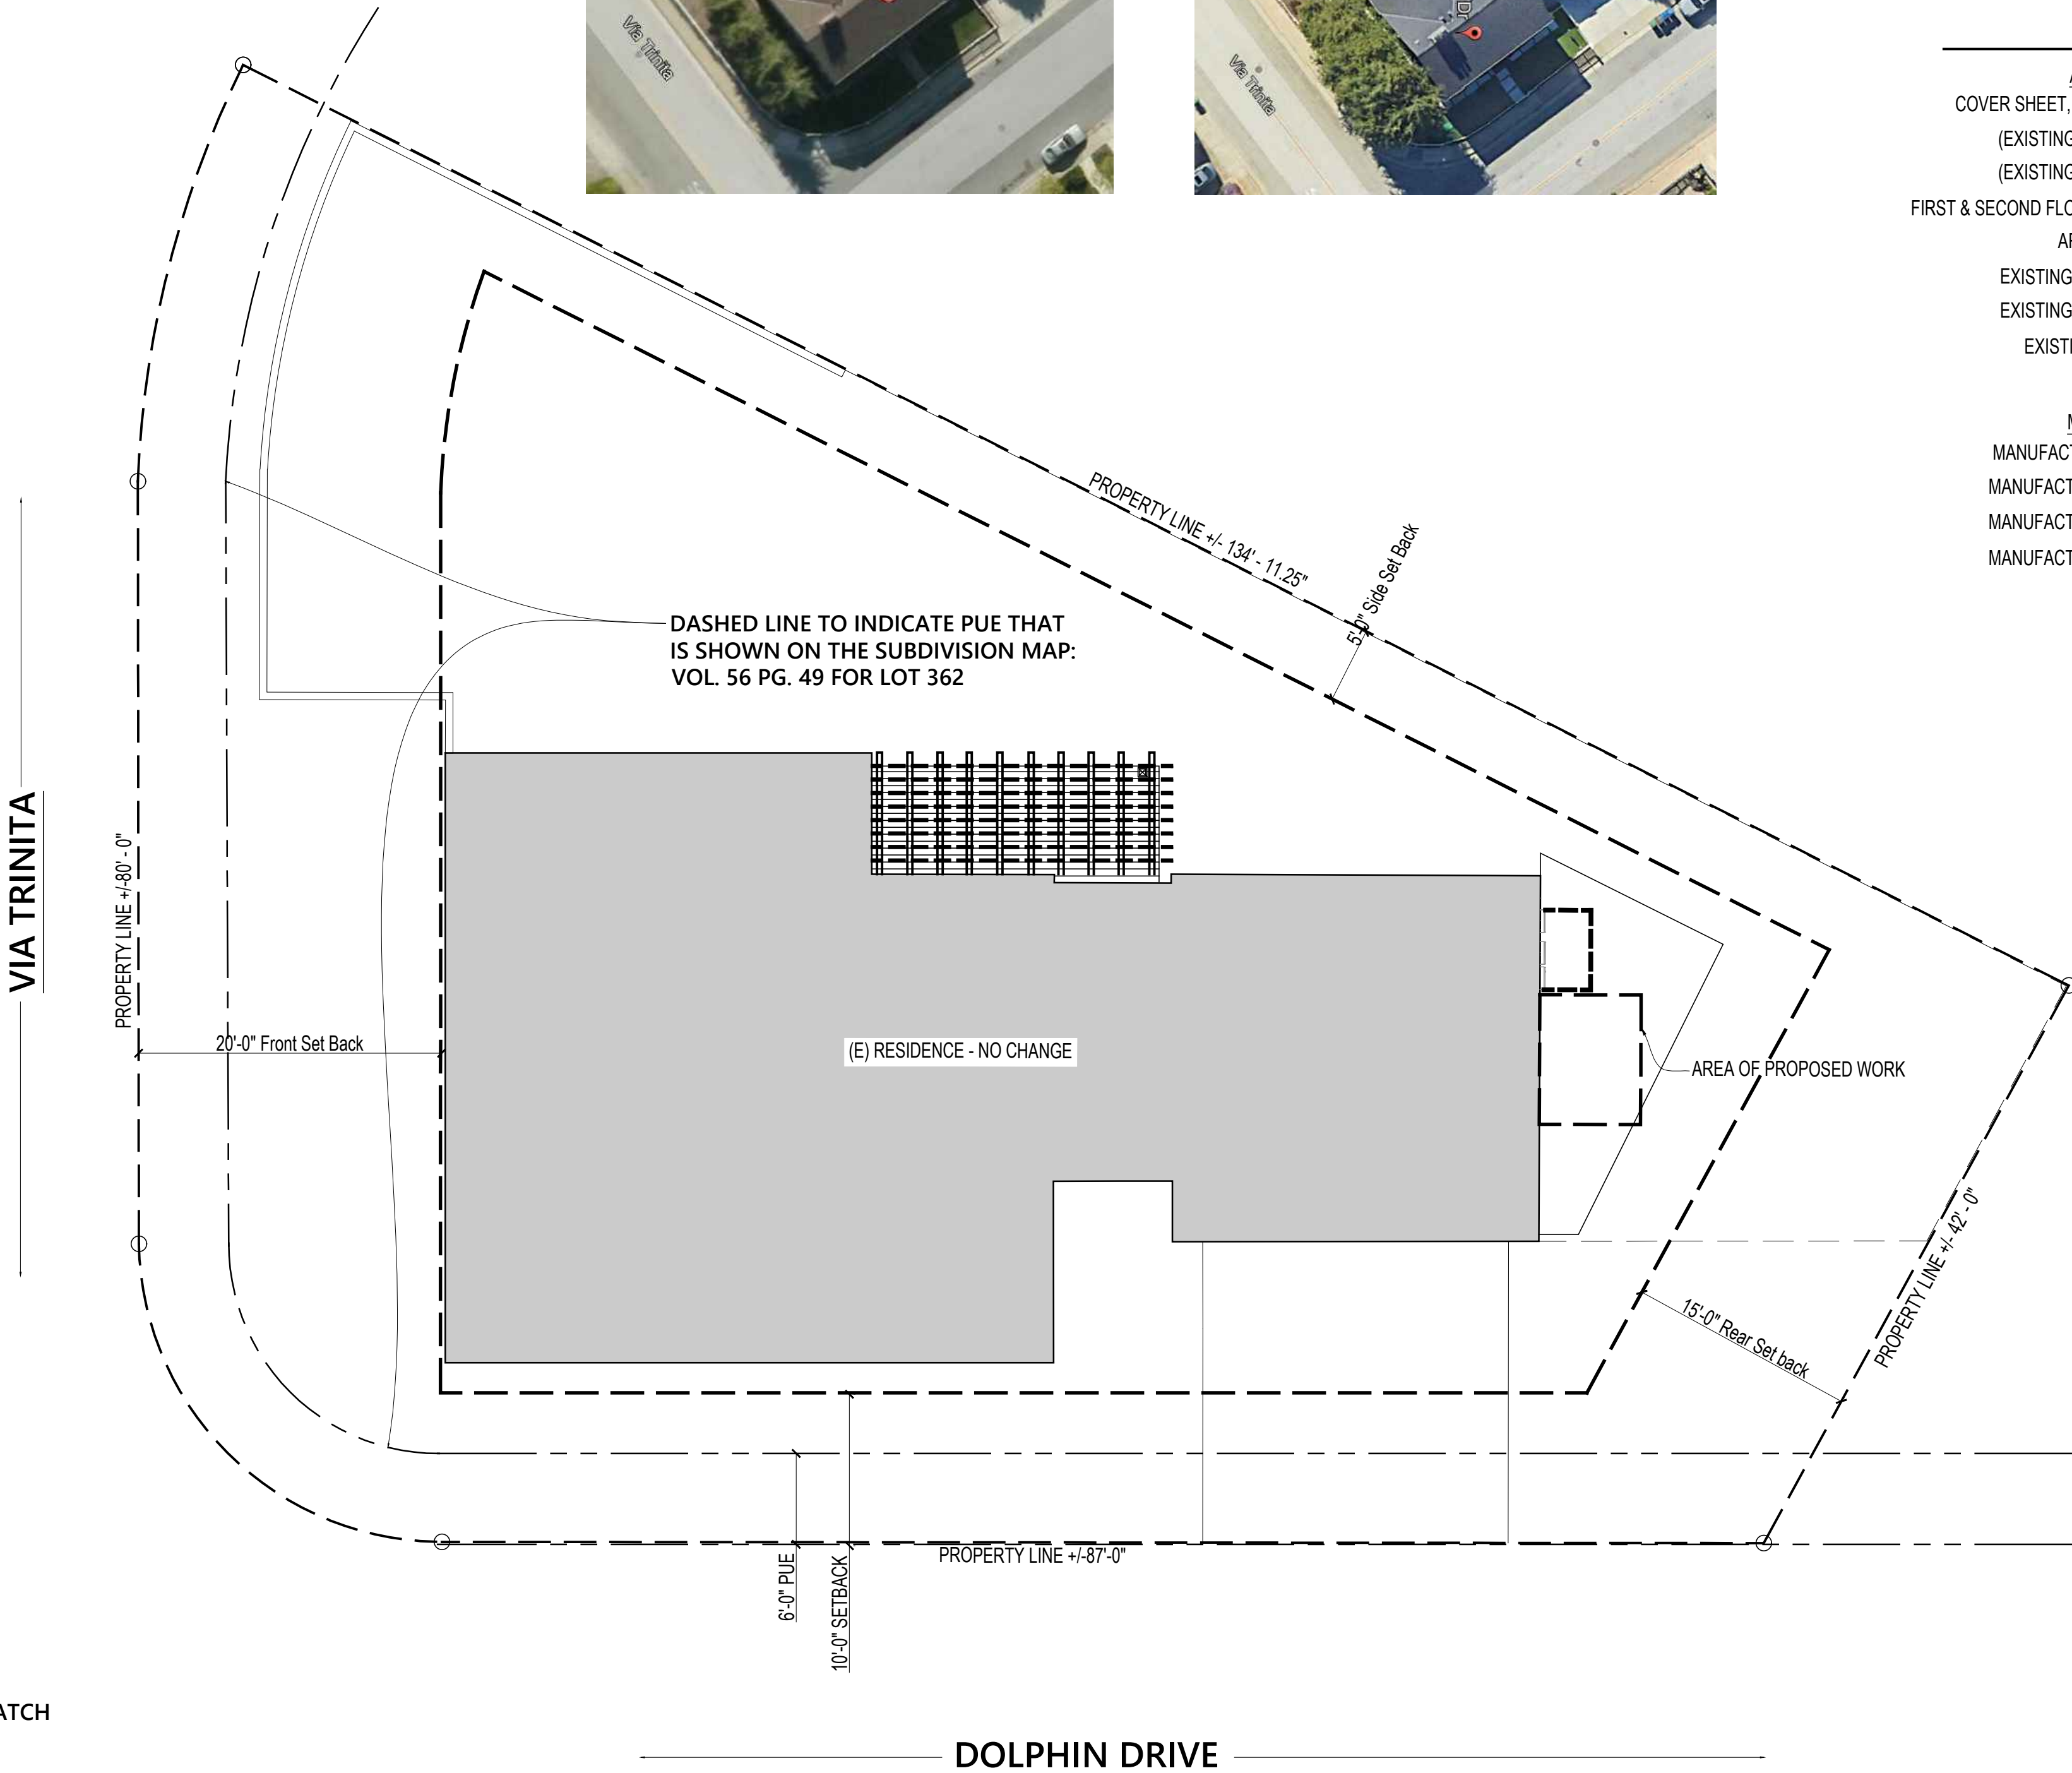 Via Trinita
Via Trinita
COVER SHEET,
(EXISTING
(EXISTING
FIRST & SECOND FLO
EXISTING
EXISTING
EXISTI
MANUFACT
MANUFACT
MANUFACT
MANUFACT
PROPERTY LINE +/- 134' - 11.25"
5'-0" Side Set Back
DASHED LINE TO INDICATE PUE THAT
IS SHOWN ON THE SUBDIVISION MAP:
VOL. 56 PG. 49 FOR LOT 362
VIA TRINITA
PROPERTY LINE +/-80' - 0"
20'-0" Front Set Back
(E) RESIDENCE - NO CHANGE
AREA OF PROPOSED WORK
PROPERTY LINE +/- 42' - 0"
15'-0" Rear Set back
PROPERTY LINE +/-87'-0"
6'-0" PUE
10'-0" SETBACK
ATCH
DOLPHIN DRIVE